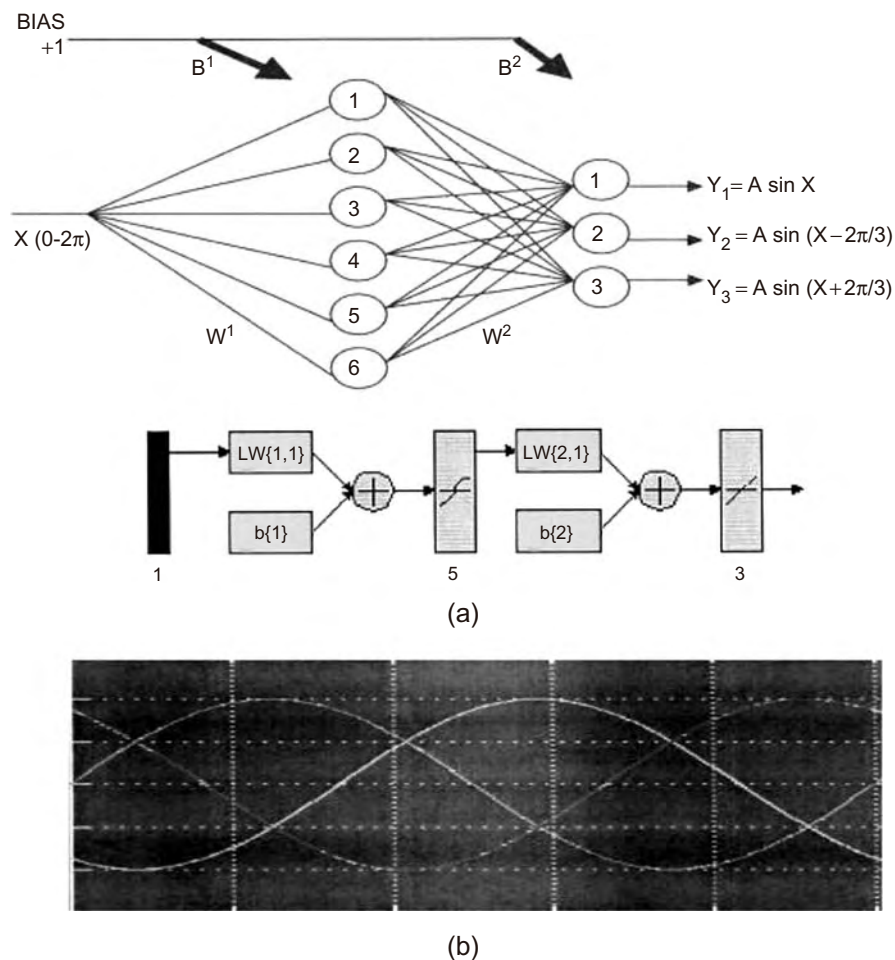 BIAS
+1
B¹
B²
1
2
3
4
5
6
1
2
3
X (0-2π)
W¹
W²
Y₁= A sin X
Y₂ = A sin (X−2π/3)
Y₃ = A sin (X+2π/3)
LW{1,1}
LW{2,1}
b{1}
b{2}
1
5
3
(a)
(b)